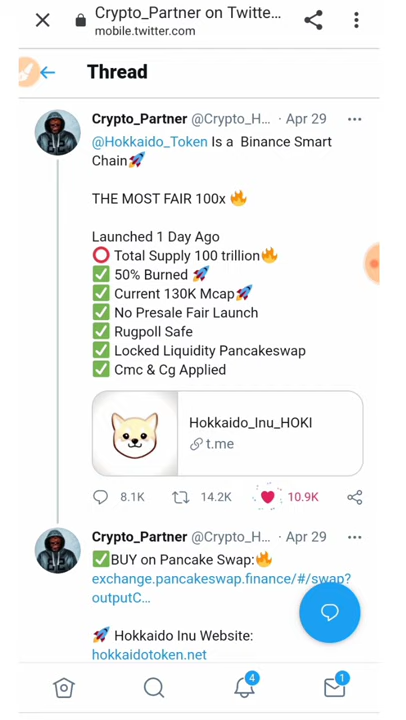 Crypto_Partner on Twitte...
mobile.twitter.com
Thread
Crypto_Partner @Crypto_H... · Apr 29
@Hokkaido_Token Is a Binance Smart
Chain🚀
THE MOST FAIR 100x 🔥
Launched 1 Day Ago
⭕ Total Supply 100 trillion🔥
✅ 50% Burned 🚀
✅ Current 130K Mcap🚀
✅ No Presale Fair Launch
✅ Rugpoll Safe
✅ Locked Liquidity Pancakeswap
✅ Cmc & Cg Applied
Hokkaido_Inu_HOKI
t.me
8.1K 14.2K 10.9K
Crypto_Partner @Crypto_H... · Apr 29
✅BUY on Pancake Swap:🔥
exchange.pancakeswap.finance/#/swap?
outputC...
🚀 Hokkaido Inu Website:
hokkaidotoken.net
4 1